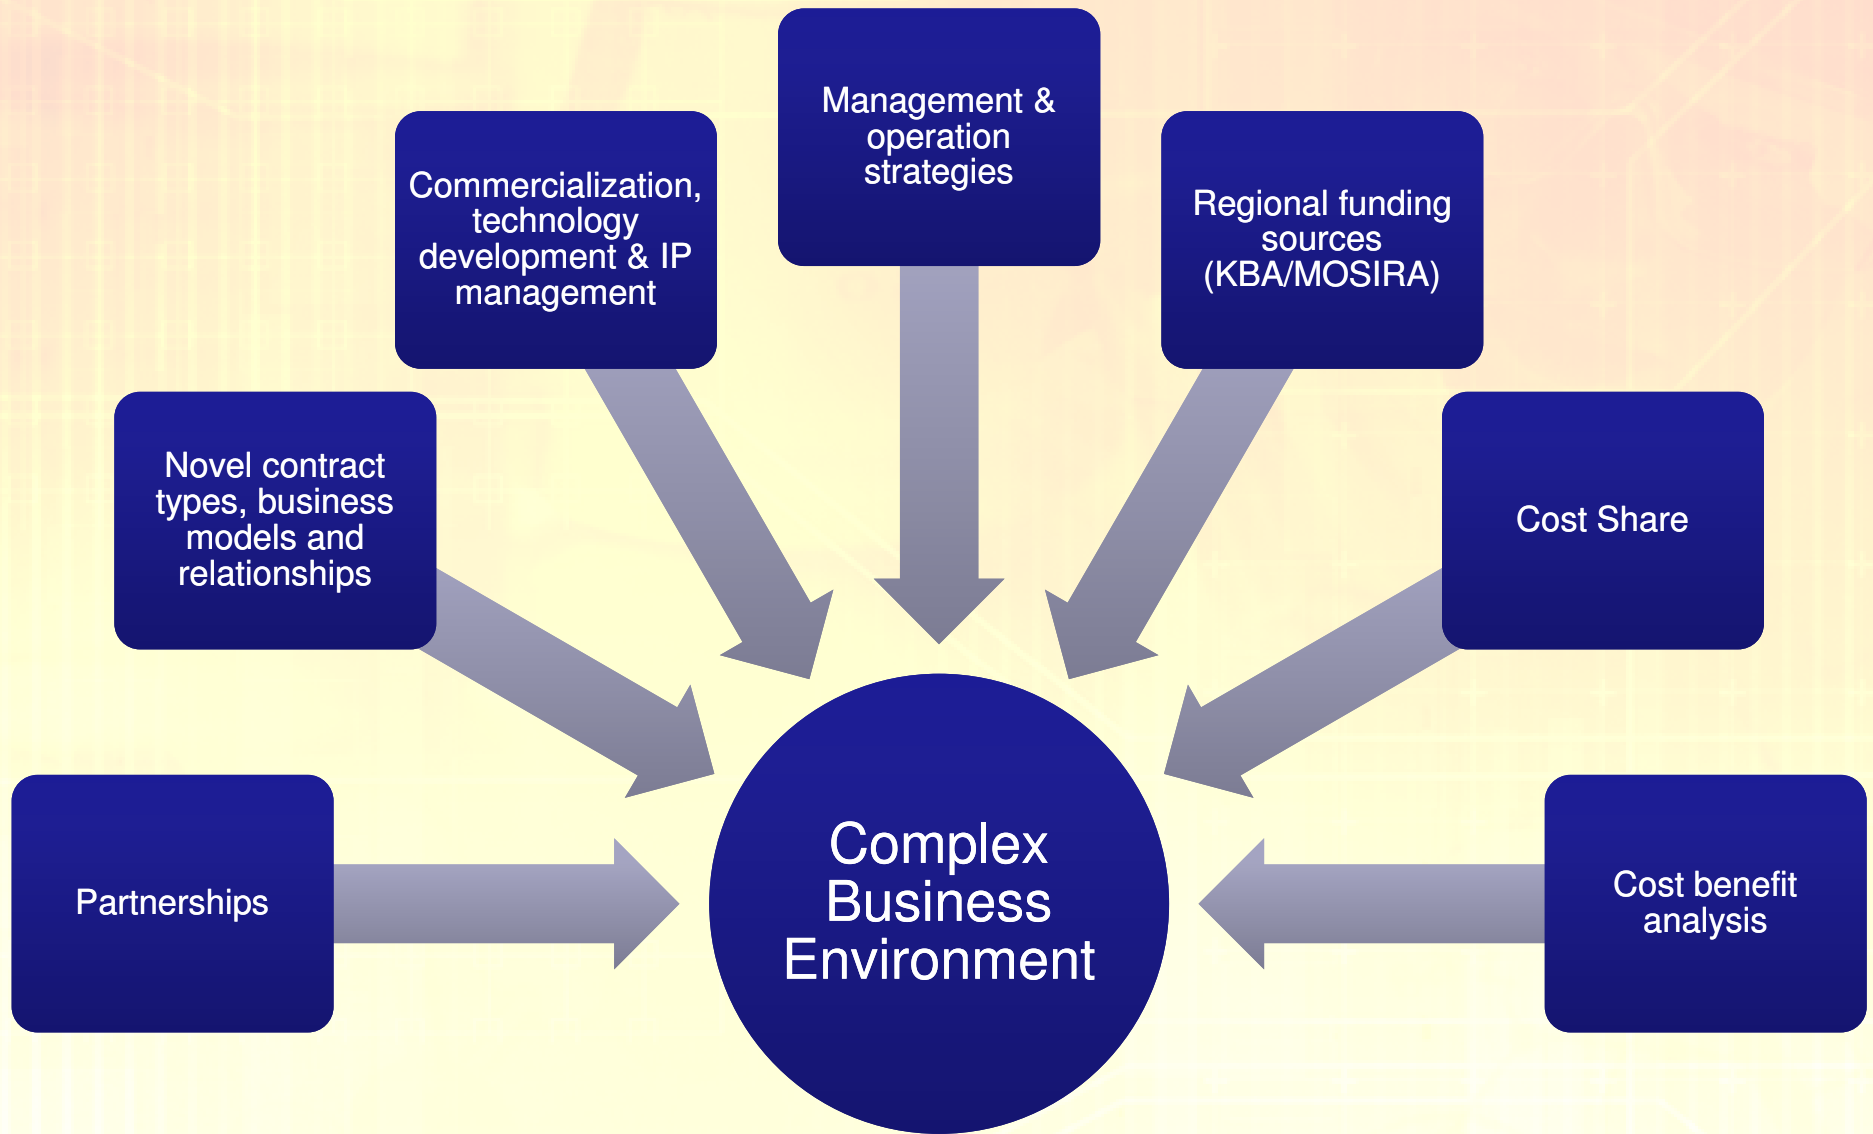 Management &
operation
strategies
Commercialization,
technology
development & IP
management
Regional funding
sources
(KBA/MOSIRA)
Novel contract
types, business
models and
relationships
Cost Share
Partnerships
Complex
Business
Environment
Cost benefit
analysis